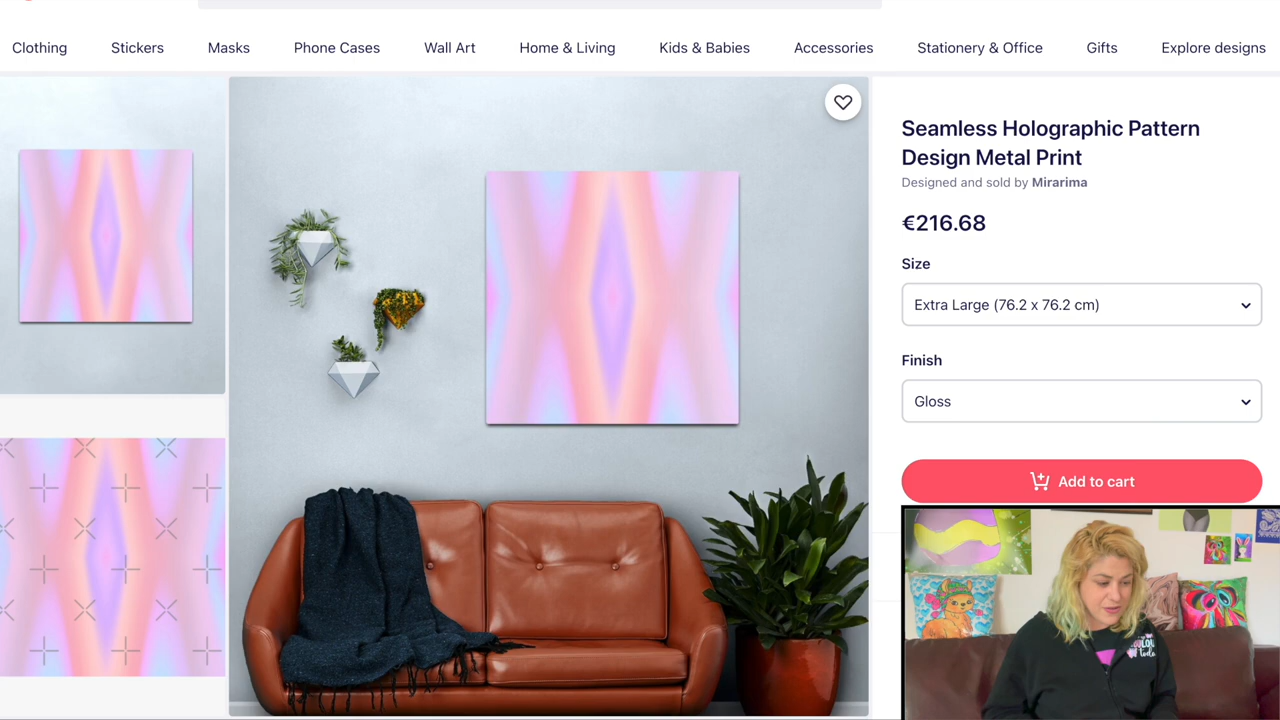 Clothing
Stickers
Masks
Phone Cases
Wall Art
Home & Living
Kids & Babies
Accessories
Stationery & Office
Gifts
Explore designs
Seamless Holographic Pattern
Design Metal Print
Designed and sold by Mirarima
€216.68
Size
Extra Large (76.2 x 76.2 cm)
Finish
Gloss
Add to cart